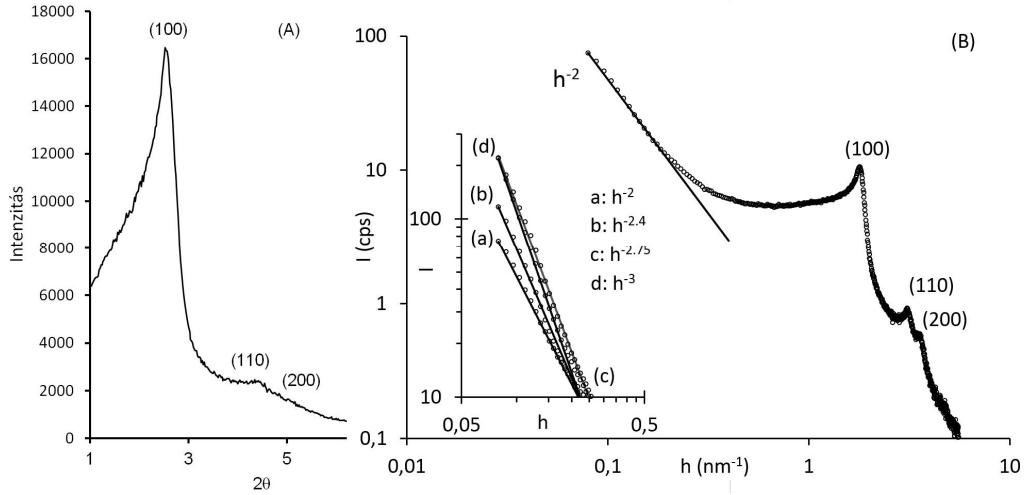 (A)
(100)
(110)
(200)
18000
16000
14000
12000
10000
8000
6000
4000
2000
0
Intenzitás
1 3 5
2θ
(B)
h-2
(100)
(110)
(200)
100
10
1
0,1
I (cps)
0,01 0,1 1 10
h (nm-1)
(d)
(b)
(a)
(c)
a: h-2
b: h-2.4
c: h-2.75
d: h-3
100
10
I
0,05 0,5
h